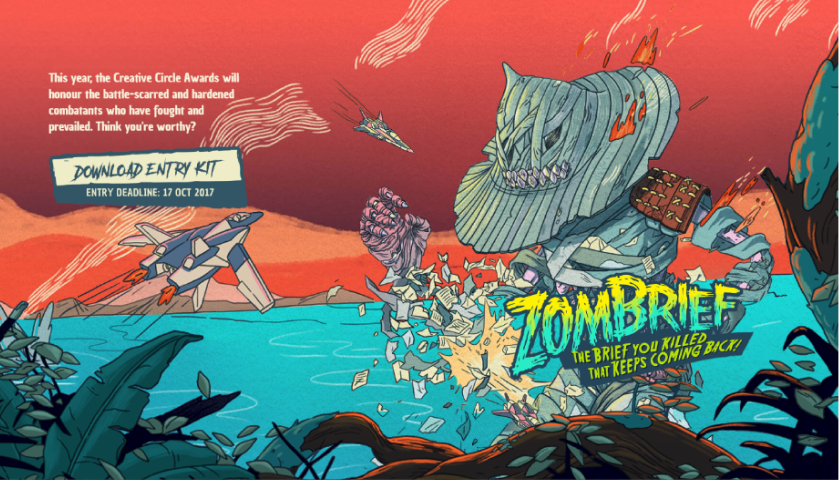 This year, the Creative Circle Awards will
honour the battle-scarred and hardened
combatants who have fought and
prevailed. Think you're worthy?
DOWNLOAD ENTRY KIT
ENTRY DEADLINE: 17 OCT 2017
ZOMBRIEF
THE BRIEF YOU KILLED
THAT KEEPS COMING BACK!